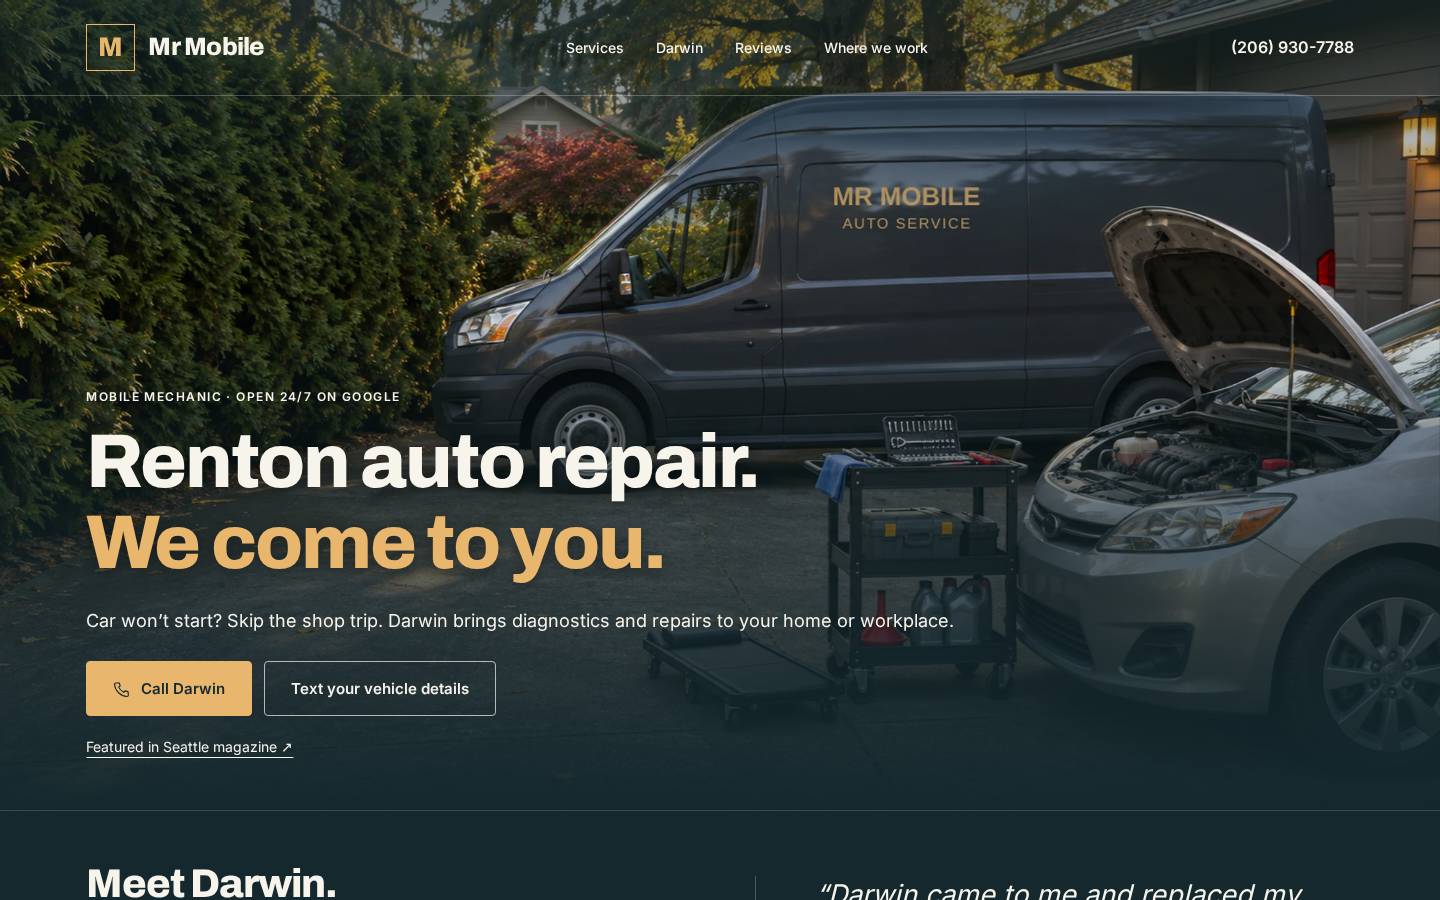 M
Mr Mobile
Services
Darwin
Reviews
Where we work
(206) 930-7788
MR MOBILE
AUTO SERVICE
MOBILE MECHANIC · OPEN 24/7 ON GOOGLE
Renton auto repair.
We come to you.
Car won’t start? Skip the shop trip. Darwin brings diagnostics and repairs to your home or workplace.
Call Darwin
Text your vehicle details
Featured in Seattle magazine ↗
Meet Darwin.
“Darwin came to me and replaced my